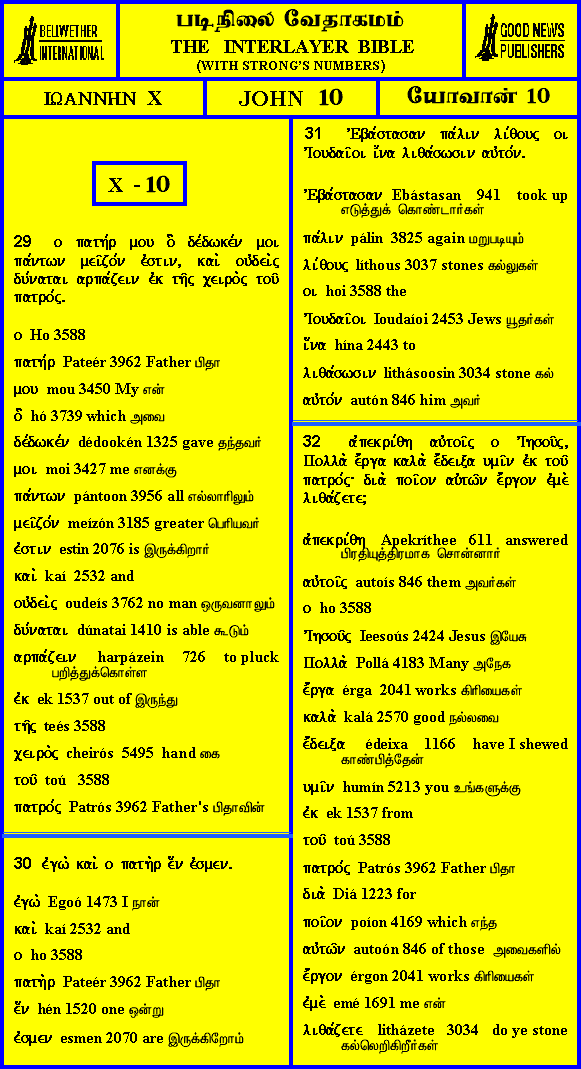 BELIWETHER
INTERNATIONAL
படிநிலை வேதாகமம்
THE INTERLAYER BIBLE
(WITH STRONG'S NUMBERS)
GOOD NEWS
PUBLISHERS
ΙΩΑΝΝΗΝ X
JOHN 10
யோவான் 10
X - 10
29 ο πατήρ μου ὃ δέδωκέν μοι
πάντων μεῖζόν ἐστιν, καὶ οὐδεὶς
δύναται αρπάζειν ἐκ τῆς χειρὸς τοῦ
πατρός.
ο Ho 3588
πατήρ Pateér 3962 Father பிதா
μου mou 3450 My என்
ὃ hó 3739 which அவை
δέδωκέν dédookén 1325 gave தந்தவர்
μοι moi 3427 me எனக்கு
πάντων pántoon 3956 all எல்லாரிலும்
μεῖζόν meízón 3185 greater பெரியவர்
ἐστιν estin 2076 is இருக்கிறார்
καὶ kaí 2532 and
οὐδεὶς oudeís 3762 no man ஒருவனாலும்
δύναται dúnatai 1410 is able கூடும்
αρπάζειν harpázein 726 to pluck
பறித்துக்கொள்ள
ἐκ ek 1537 out of இருந்து
τῆς teés 3588
χειρὸς cheirós 5495 hand கை
τοῦ toú 3588
πατρός Patrós 3962 Father's பிதாவின்
30 ἐγὼ καὶ ο πατὴρ ἕν ἐσμεν.
ἐγὼ Egoó 1473 I நான்
καὶ kaí 2532 and
ο ho 3588
πατὴρ Pateér 3962 Father பிதா
ἕν hén 1520 one ஒன்று
ἐσμεν esmen 2070 are இருக்கிறோம்
31 Ἐβάστασαν πάλιν λίθους οι
Ἰουδαῖοι ἵνα λιθάσωσιν αὐτόν.
Ἐβάστασαν Ebástasan 941 took up
எடுத்துக் கொண்டார்கள்
πάλιν pálin 3825 again மறுபடியும்
λίθους líthous 3037 stones கல்லுகள்
οι hoi 3588 the
Ἰουδαῖοι Ioudaíoi 2453 Jews யூதர்கள்
ἵνα hína 2443 to
λιθάσωσιν lithásoosin 3034 stone கல்
αὐτόν autón 846 him அவர்
32 ἀπεκρίθη αὐτοῖς ο Ἰησοῦς,
Πολλὰ ἔργα καλὰ ἔδειξα υμῖν ἐκ τοῦ
πατρός· διὰ ποῖον αὐτῶν ἔργον ἐμὲ
λιθάζετε;
ἀπεκρίθη Apekríthee 611 answered
பிரதியுத்திரமாக சொன்னார்
αὐτοῖς autoís 846 them அவர்கள்
ο ho 3588
Ἰησοῦς Ieesoús 2424 Jesus இயேசு
Πολλὰ Pollá 4183 Many அநேக
ἔργα érga 2041 works கிரியைகள்
καλὰ kalá 2570 good நல்லவை
ἔδειξα édeixa 1166 have I shewed
காண்பித்தேன்
υμῖν humín 5213 you உங்களுக்கு
ἐκ ek 1537 from
τοῦ toú 3588
πατρός Patrós 3962 Father பிதா
διὰ Diá 1223 for
ποῖον poíon 4169 which எந்த
αὐτῶν autoón 846 of those அவைகளில்
ἔργον érgon 2041 works கிரியைகள்
ἐμὲ emé 1691 me என்
λιθάζετε litházete 3034 do ye stone
கல்லெறிகிறீர்கள்